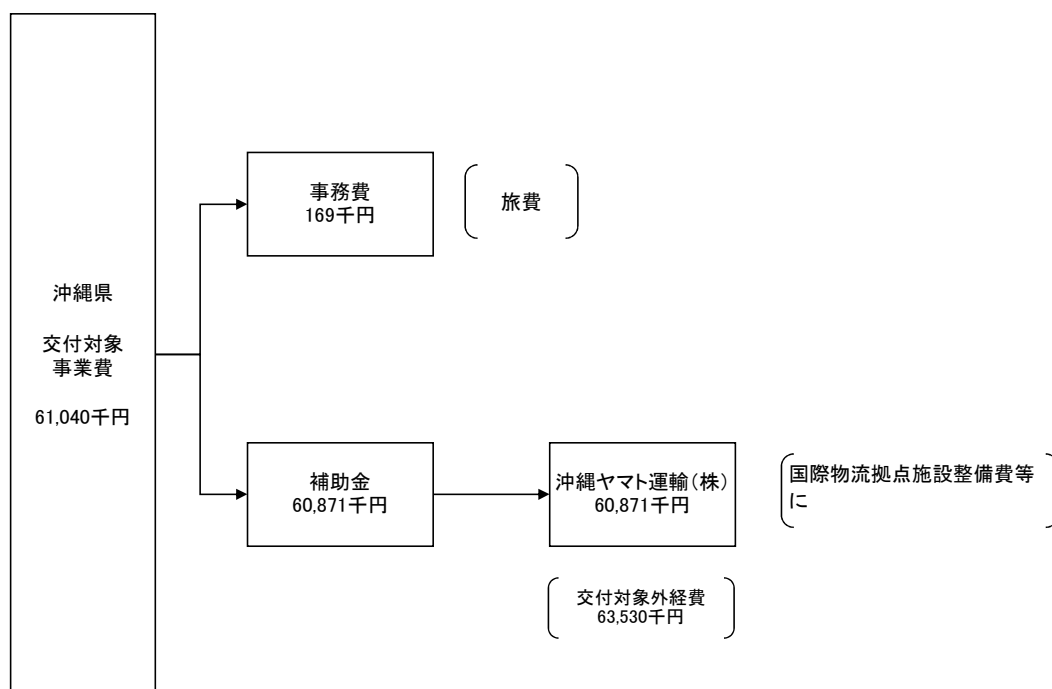 沖縄県
交付対象
事業費
61,040千円
事務費
169千円
旅費
補助金
60,871千円
沖縄ヤマト運輸(株)
60,871千円
国際物流拠点施設整備費等
に
交付対象外経費
63,530千円